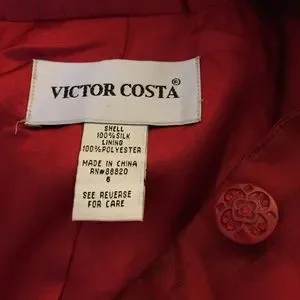 VICTOR COSTA®
SHELL
100%SILK
LINING
100%POLYESTER
MADE IN CHINA
RN#88820
6
SEE REVERSE
FOR CARE